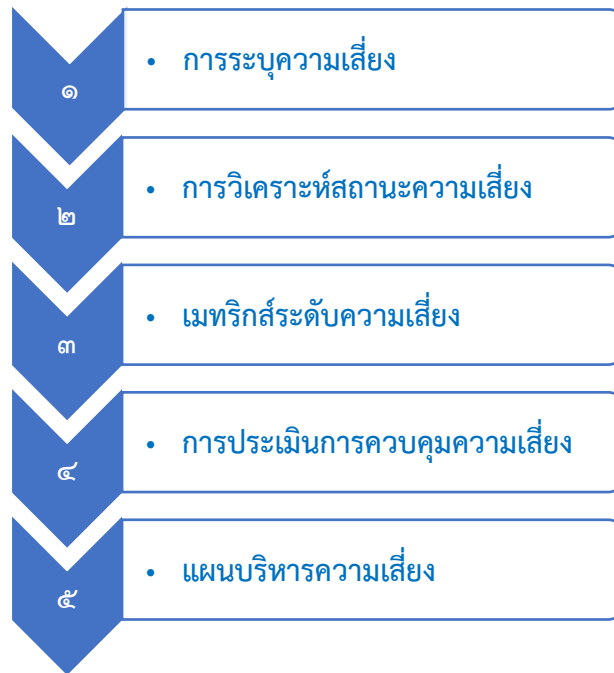 ๑
• การระบุความเสี่ยง
๒
• การวิเคราะห์สถานะความเสี่ยง
๓
• เมทริกส์ระดับความเสี่ยง
๔
• การประเมินการควบคุมความเสี่ยง
๕
• แผนบริหารความเสี่ยง